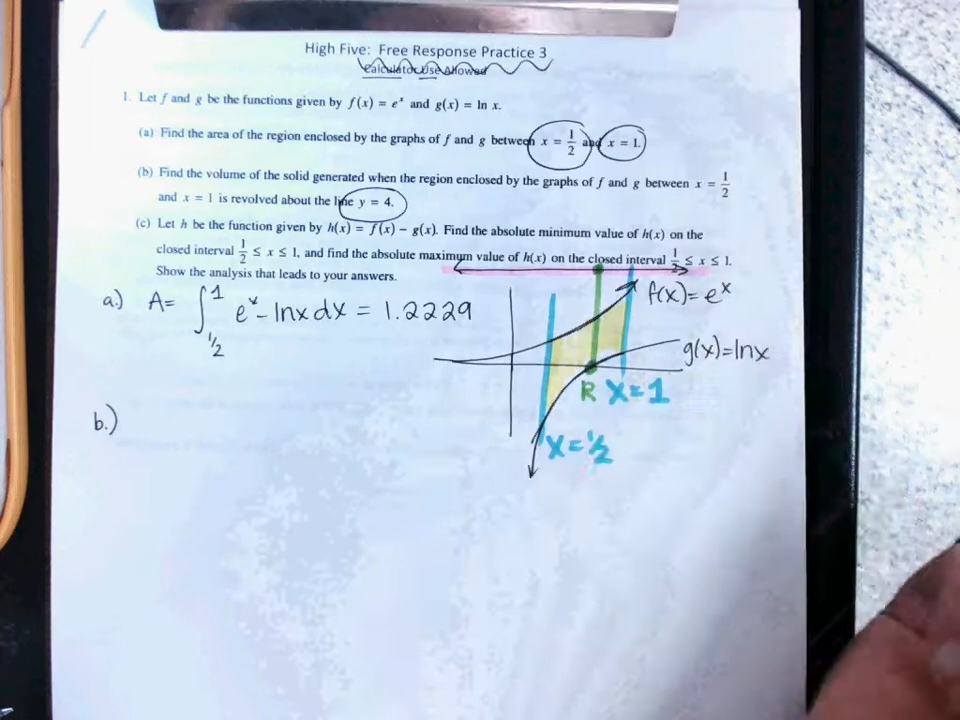 High Five: Free Response Practice 3
Calculator Use Allowed
1. Let f and g be the functions given by f(x) = e^x and g(x) = ln x.
(a) Find the area of the region enclosed by the graphs of f and g between x = 1/2 and x = 1.
(b) Find the volume of the solid generated when the region enclosed by the graphs of f and g between x = 1/2
and x = 1 is revolved about the line y = 4.
(c) Let h be the function given by h(x) = f(x) − g(x). Find the absolute minimum value of h(x) on the
closed interval 1/2 ≤ x ≤ 1, and find the absolute maximum value of h(x) on the closed interval 1/2 ≤ x ≤ 1.
Show the analysis that leads to your answers.
a.) A= ∫_{1/2}^{1} e^x - lnx dx = 1.2229
f(x)=e^x
g(x)=lnx
R x=1
b.)
x=1/2